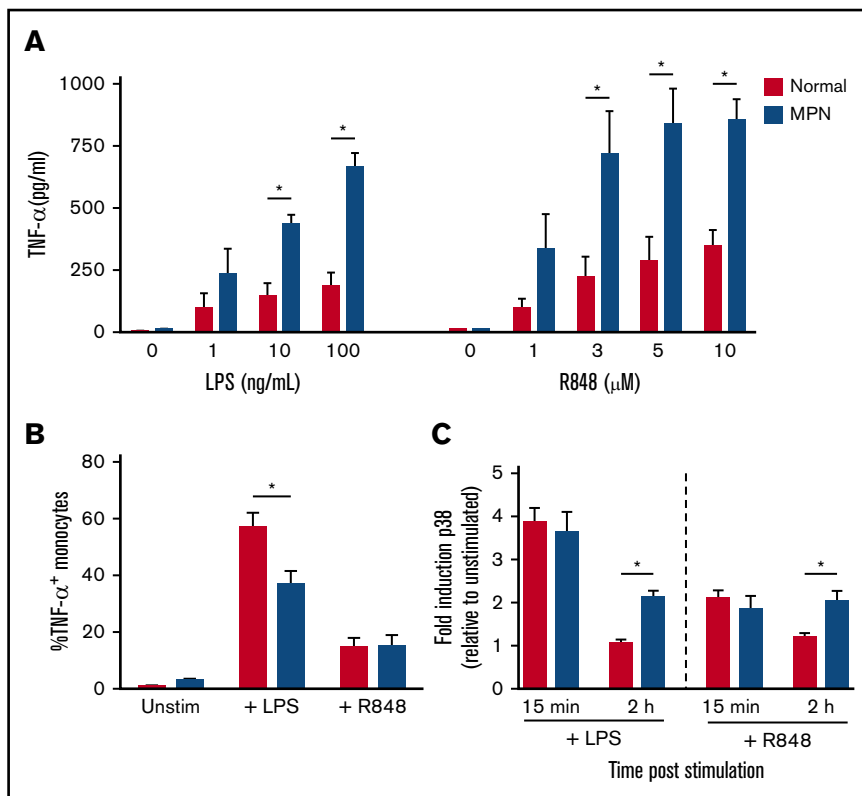 A
TNF-α(pg/ml)
1000
750
500
250
0
* * * * *
Normal
MPN
0 1 10 100 0 1 3 5 10
LPS (ng/mL) R848 (μM)
B
%TNF-α+ monocytes
80
60
40
20
0
*
Unstim + LPS + R848
C
Fold induction p38
(relative to unstimulated)
5
4
3
2
1
0
* *
15 min 2 h 15 min 2 h
+ LPS + R848
Time post stimulation